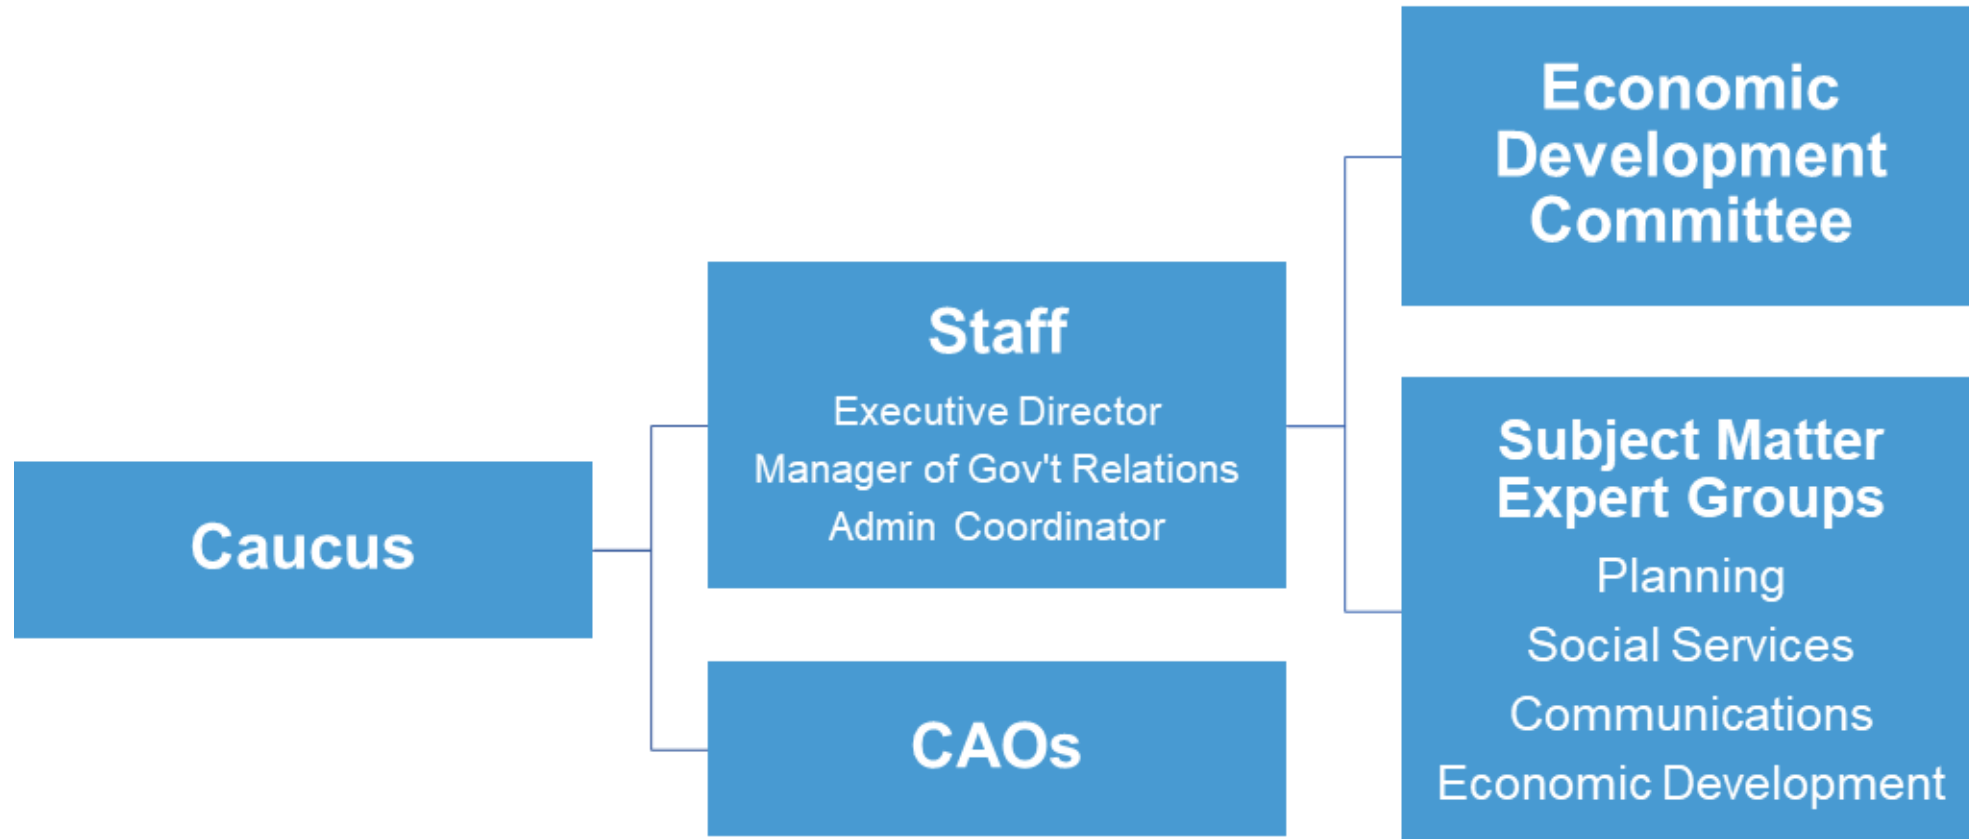 Caucus
Staff
Executive Director
Manager of Gov't Relations
Admin Coordinator
CAOs
Economic
Development
Committee
Subject Matter
Expert Groups
Planning
Social Services
Communications
Economic Development